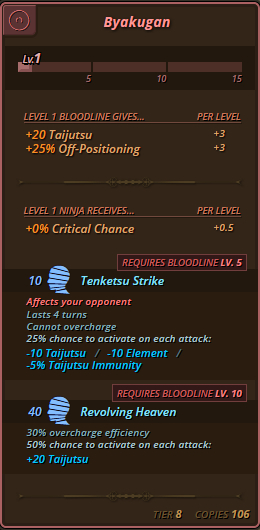 Byakugan
Lv.1
5 10 15
LEVEL 1 BLOODLINE GIVES... PER LEVEL
+20 Taijutsu +3
+25% Off-Positioning +3
LEVEL 1 NINJA RECEIVES... PER LEVEL
+0% Critical Chance +0.5
REQUIRES BLOODLINE LV. 5
10 Tenketsu Strike
Affects your opponent
Lasts 4 turns
Cannot overcharge
25% chance to activate on each attack:
-10 Taijutsu / -10 Element /
-5% Taijutsu Immunity
REQUIRES BLOODLINE LV. 10
40 Revolving Heaven
30% overcharge efficiency
50% chance to activate on each attack:
+20 Taijutsu
TIER 8 COPIES 106